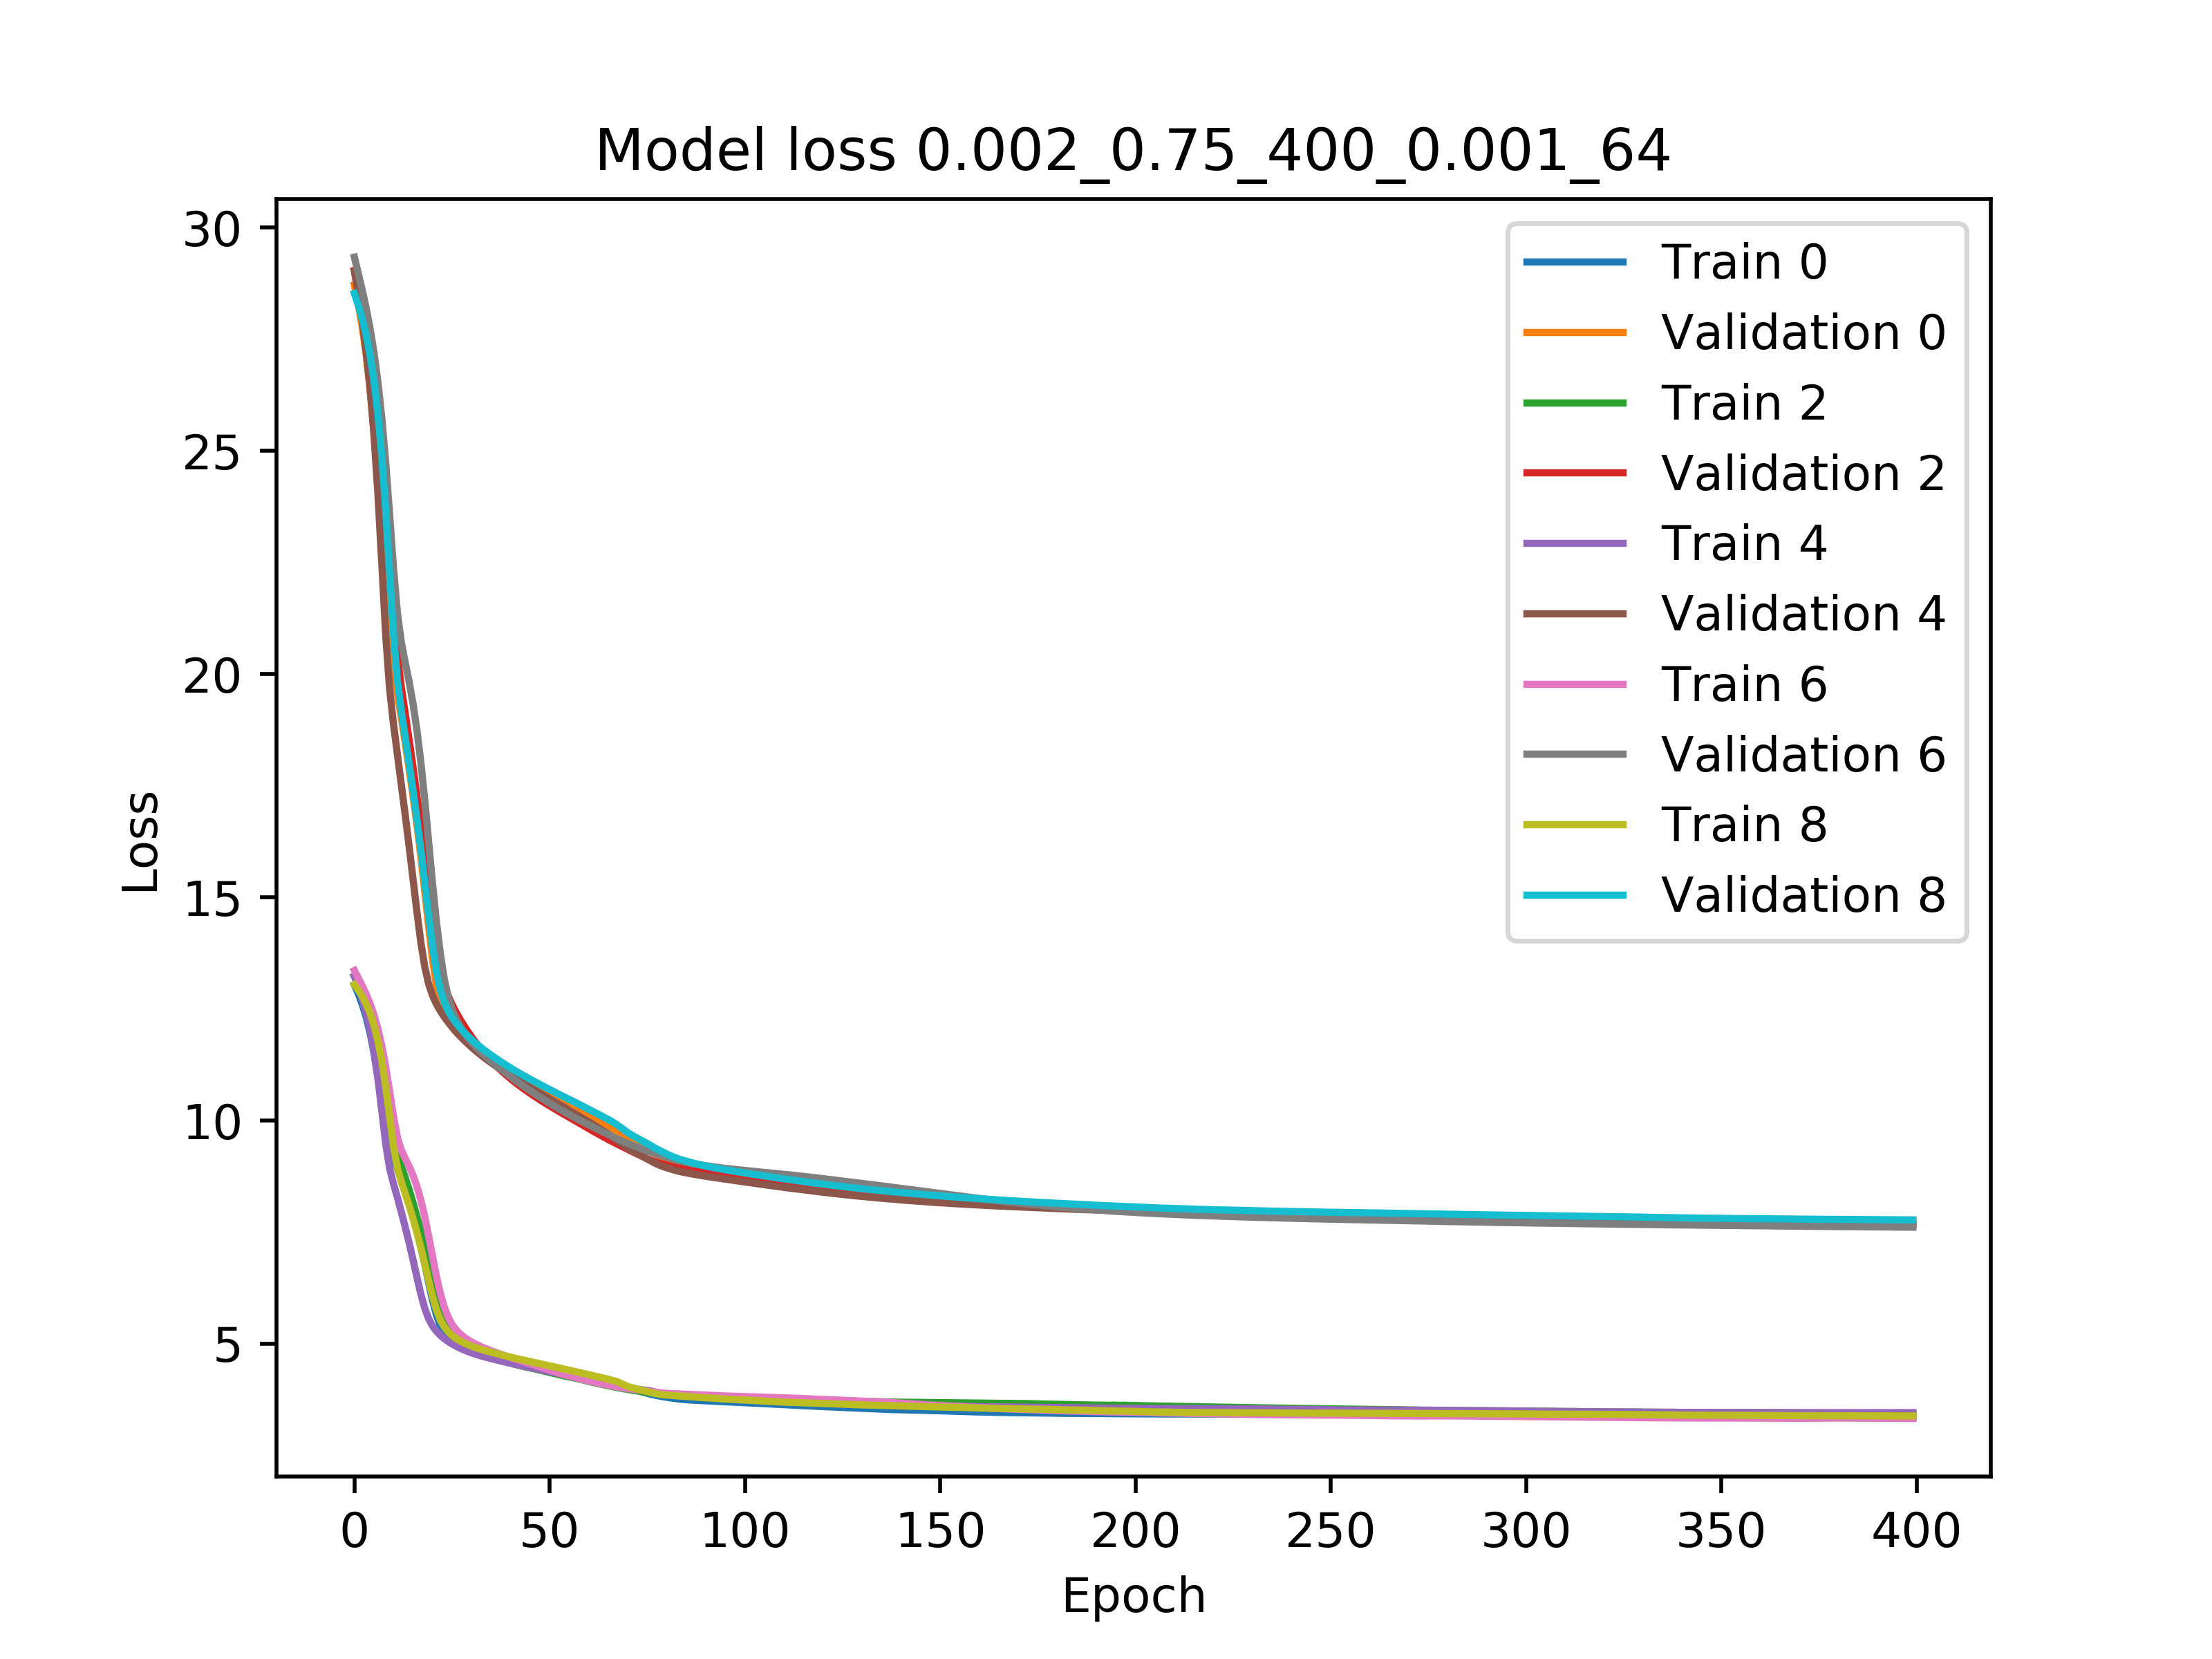 Model loss 0.002_0.75_400_0.001_64
30
25
20
15
10
5
Loss
Train 0
Validation 0
Train 2
Validation 2
Train 4
Validation 4
Train 6
Validation 6
Train 8
Validation 8
0 50 100 150 200 250 300 350 400
Epoch